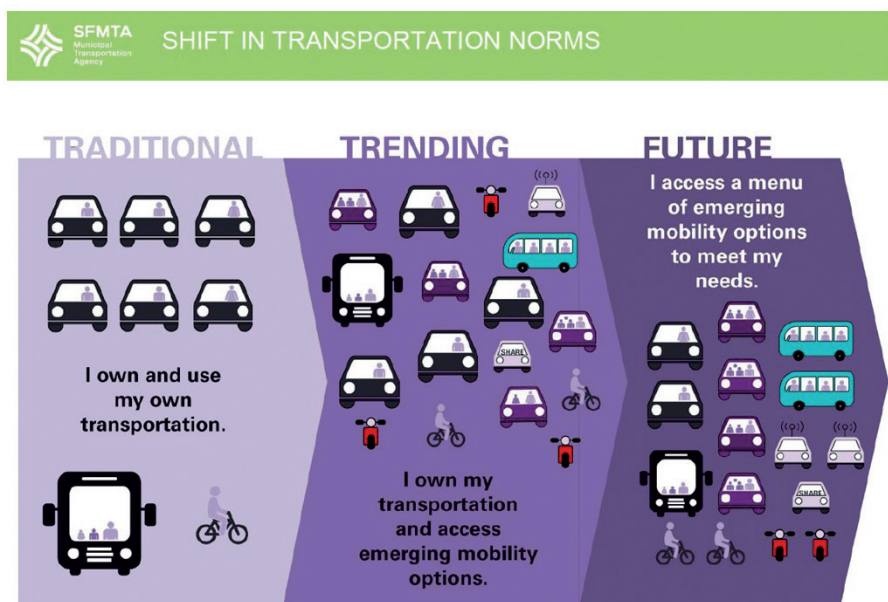 SFMTA
Municipal
Transportation
Agency
SHIFT IN TRANSPORTATION NORMS
TRADITIONAL
I own and use
my own
transportation.
TRENDING
SHARE
I own my
transportation
and access
emerging mobility
options.
FUTURE
I access a menu
of emerging
mobility options
to meet my
needs.
SHARE